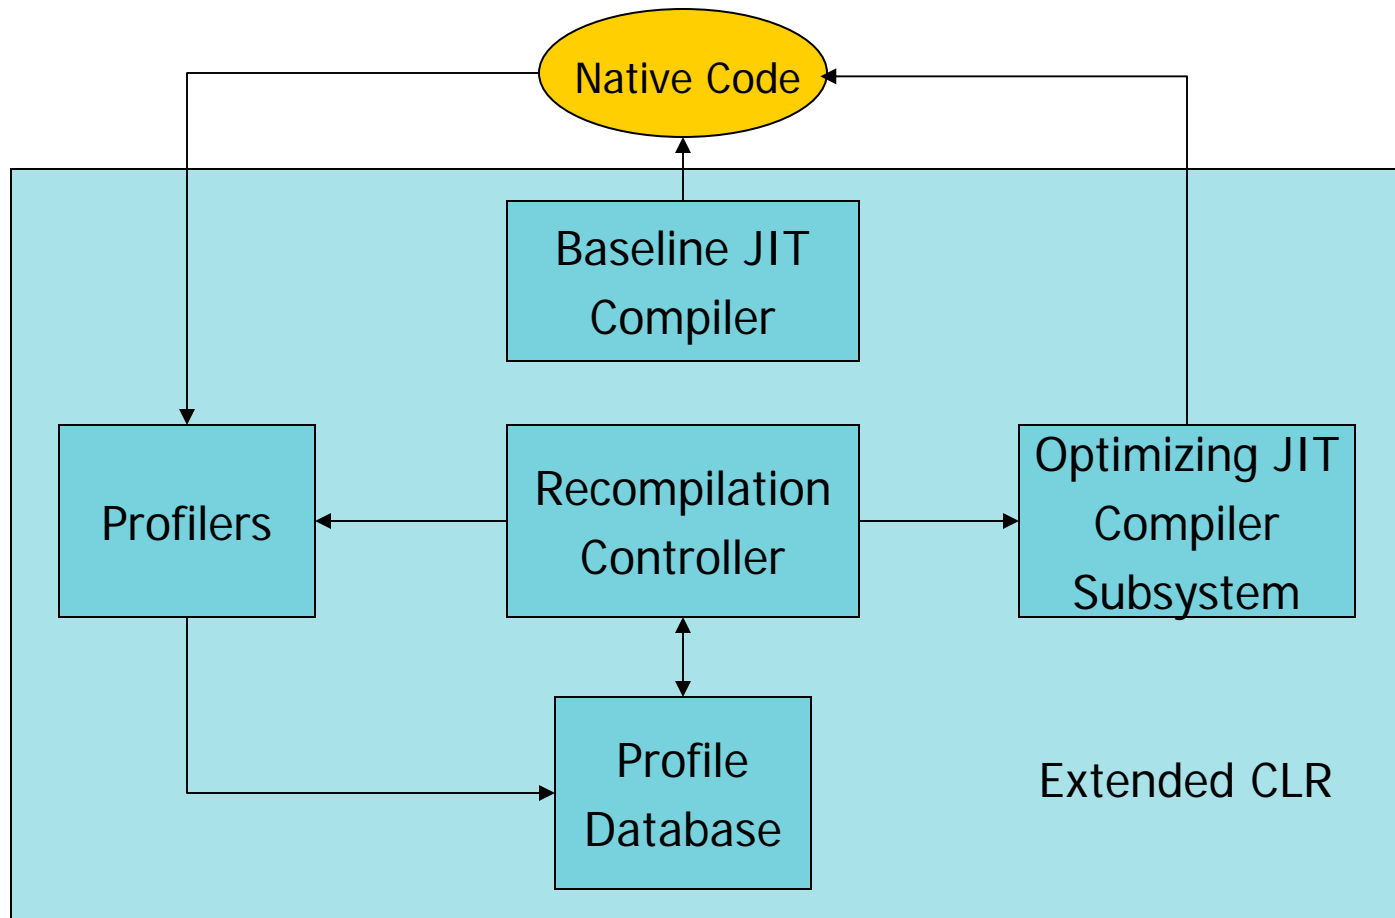 Native Code
Baseline JIT
Compiler
Profilers
Recompilation
Controller
Optimizing JIT
Compiler
Subsystem
Profile
Database
Extended CLR